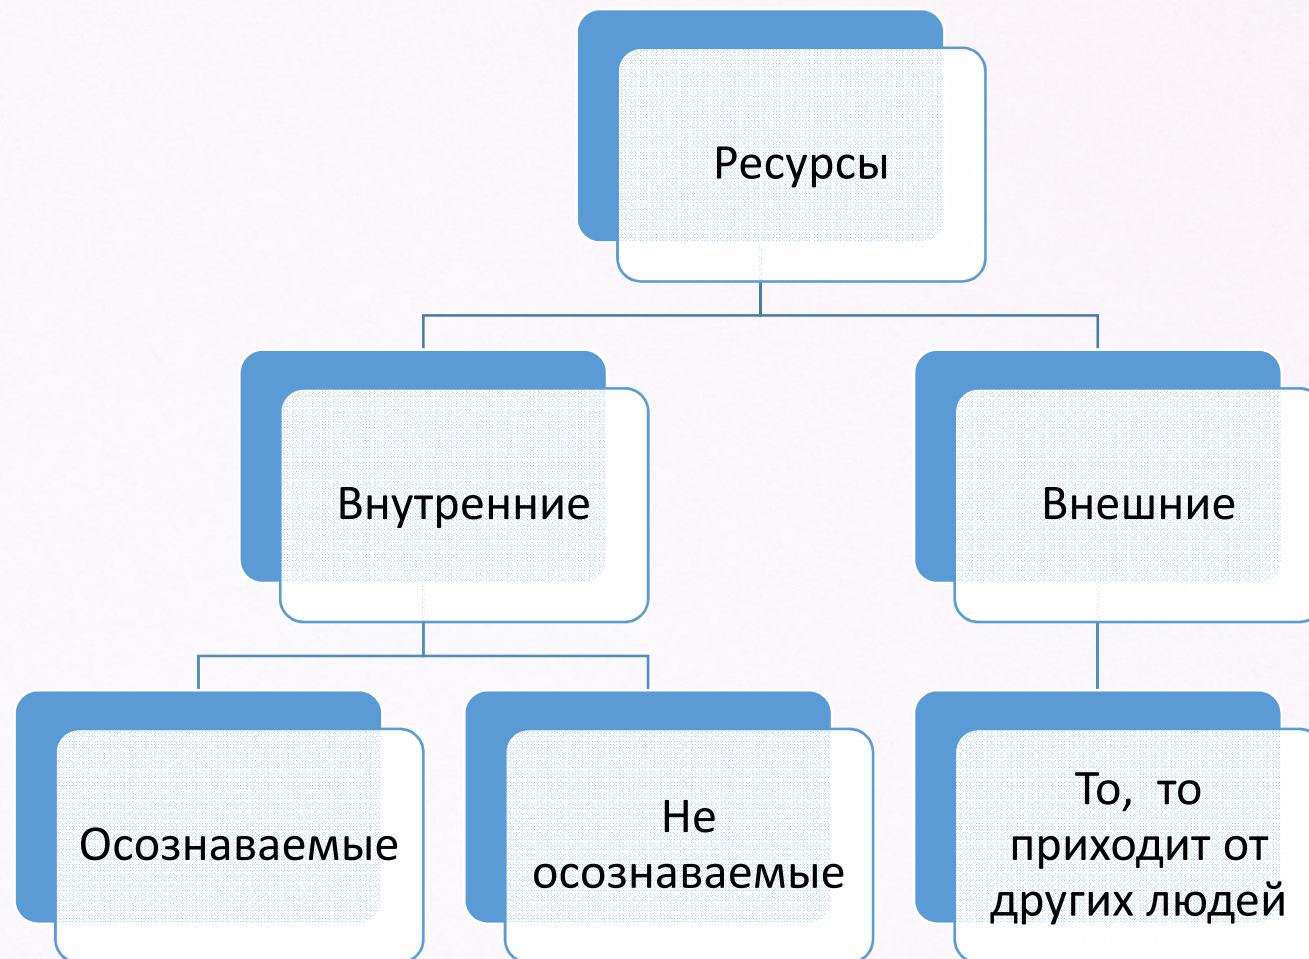 Ресурсы
Внутренние
Внешние
Осознаваемые
Не
осознаваемые
То,  то
приходит от
других людей